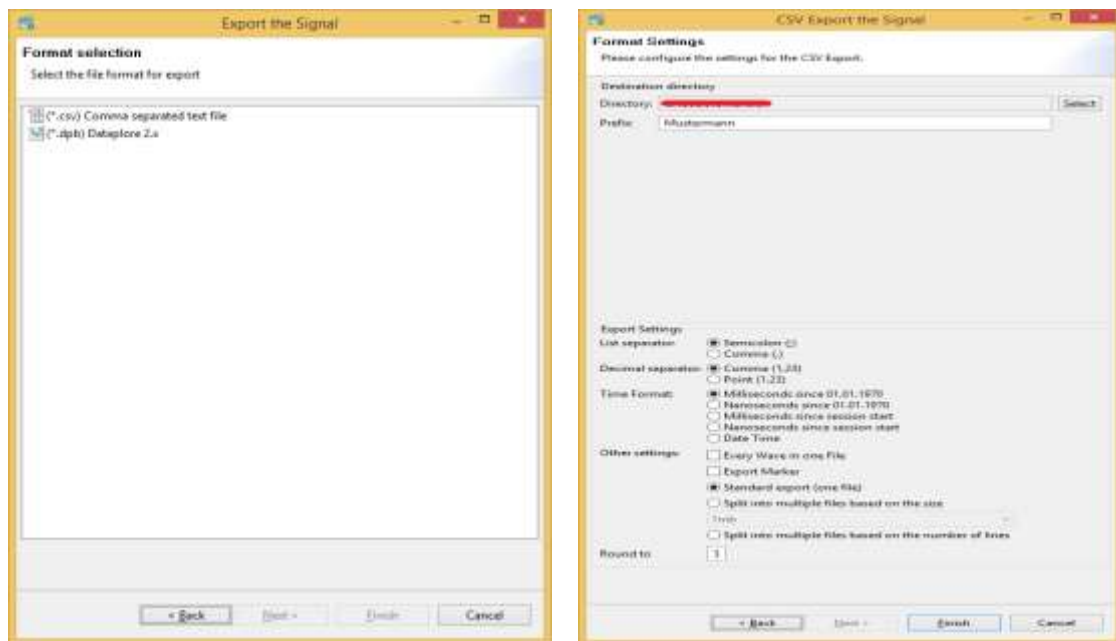 Export the Signal
Format selection
Select the file format for export
(*.csv) Comma separated text file
(*.dpb) Dataplore 2.x
< Back
Next >
Finish
Cancel
CSV Export the Signal
Format Settings
Please configure the settings for the CSV Export.
Destination directory
Directory:
Select
Prefix:
Mustermann
Export Settings
List separator:
Semicolon (;)
Comma (,)
Decimal separator:
Comma (1,23)
Point (1.23)
Time Format:
Milliseconds since 01.01.1970
Nanoseconds since 01.01.1970
Milliseconds since session start
Nanoseconds since session start
Date Time
Other settings:
Every Wave in one File
Export Marker
Standard export (one file)
Split into multiple files based on the size
1mb
Split into multiple files based on the number of lines
Round to:
< Back
Next >
Finish
Cancel